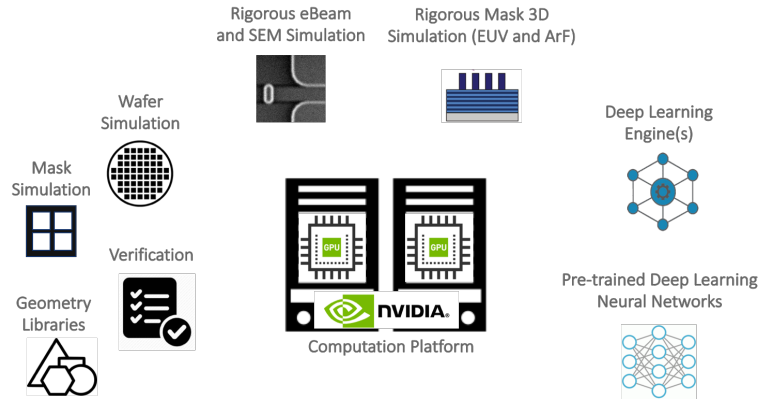 Rigorous eBeam
and SEM Simulation
Rigorous Mask 3D
Simulation (EUV and ArF)
Wafer
Simulation
Mask
Simulation
Verification
Geometry
Libraries
GPU
GPU
NVIDIA®
Computation Platform
Deep Learning
Engine(s)
Pre-trained Deep Learning
Neural Networks